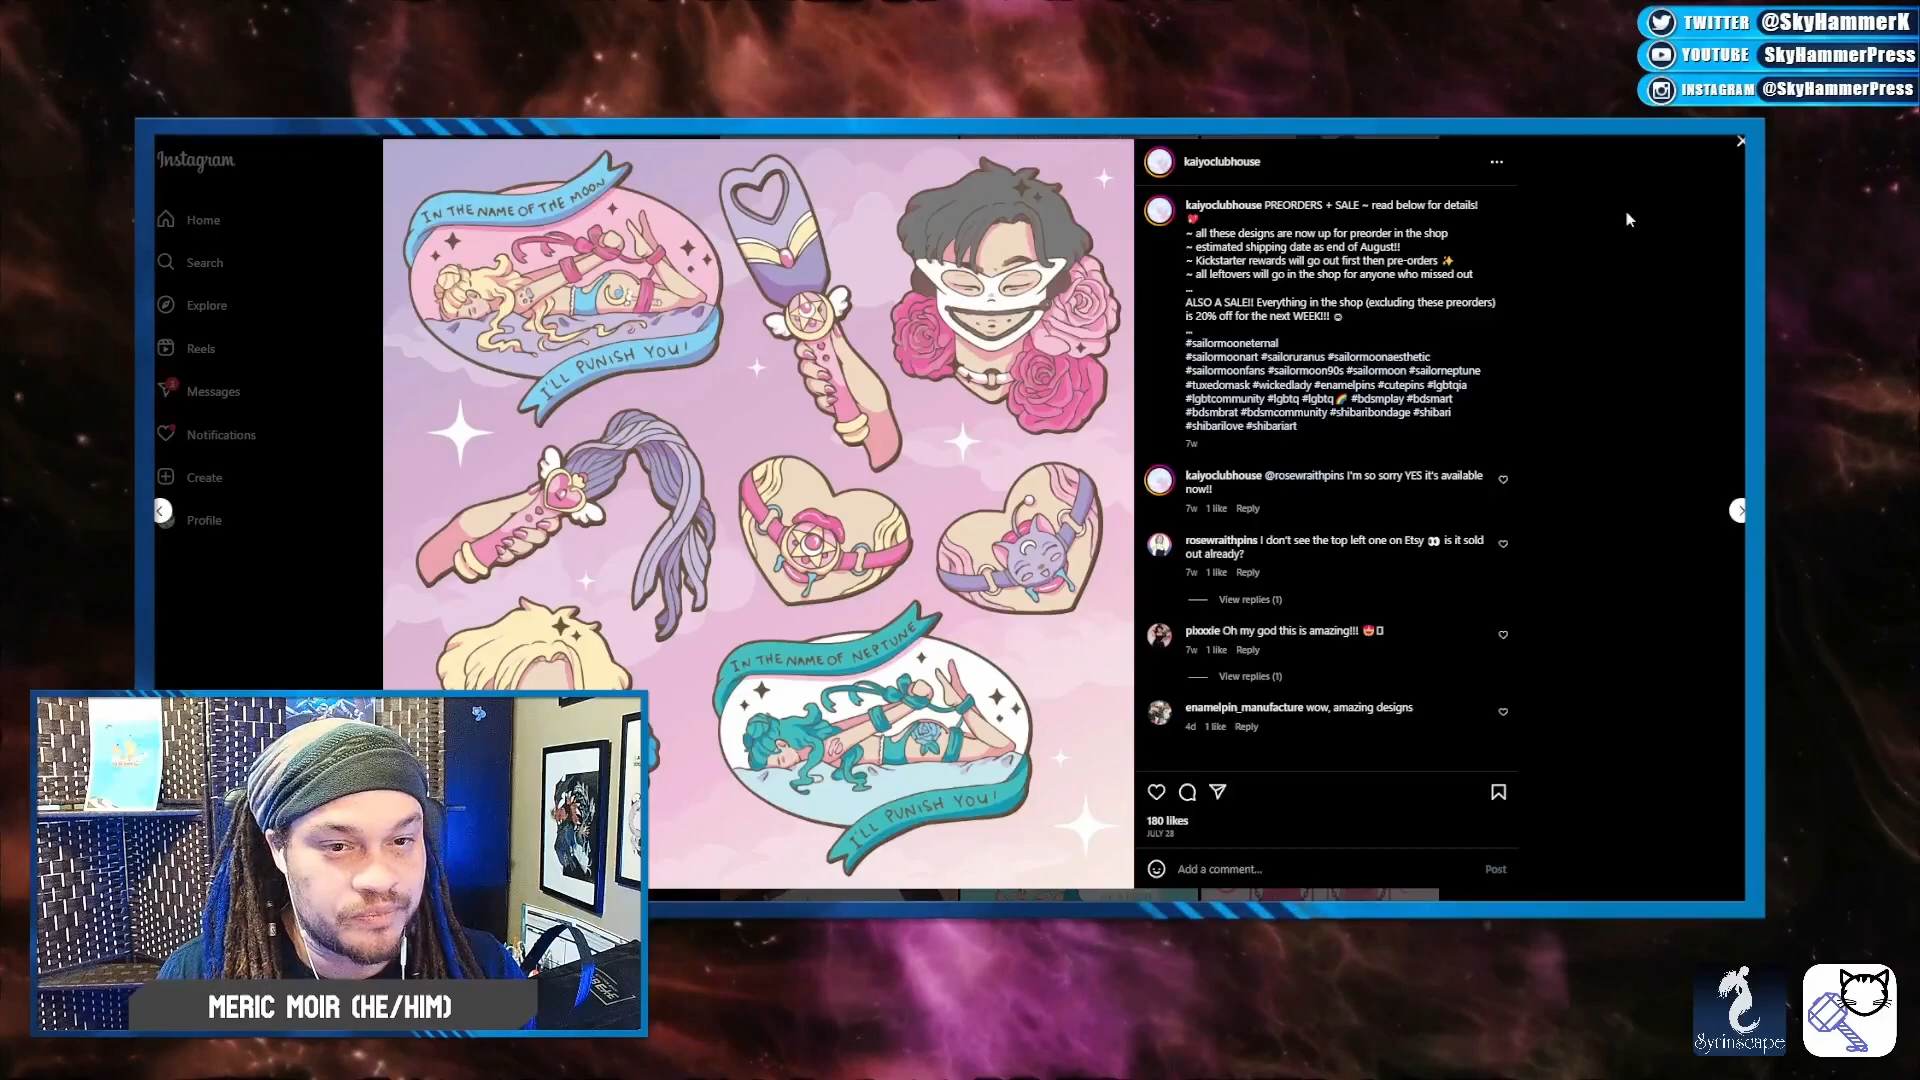 TWITTER @SkyHammerK
YOUTUBE SkyHammerPress
INSTAGRAM @SkyHammerPress
Instagram
Home
Search
Explore
Reels
3
Messages
Notifications
Create
Profile
IN THE NAME OF THE MOON
I'LL PUNISH YOU!
IN THE NAME OF NEPTUNE
I'LL PUNISH YOU!
kaiyoclubhouse
kaiyoclubhouse PREORDERS + SALE ~ read below for details!
💖
~ all these designs are now up for preorder in the shop
~ estimated shipping date as end of August!!
~ Kickstarter rewards will go out first then pre-orders ✨
~ all leftovers will go in the shop for anyone who missed out
...
ALSO A SALE!! Everything in the shop (excluding these preorders)
is 20% off for the next WEEK!!! ☺
...
#sailormooneternal
#sailormoonart #sailoruranus #sailormoonaesthetic
#sailormoonfans #sailormoon90s #sailormoon #sailorneptune
#tuxedomask #wickedlady #enamelpins #cutepins #lgbtqia
#lgbtcommunity #lgbtq #lgbtq🌈 #bdsmplay #bdsmart
#bdsmbrat #bdsmcommunity #shibaribondage #shibari
#shibarilove #shibariart
7w
kaiyoclubhouse @rosewraithpins I'm so sorry YES it's available
now!!
7w 1 like Reply
rosewraithpins I don't see the top left one on Etsy 👀 is it sold
out already?
7w 1 like Reply
View replies (1)
pixxxie Oh my god this is amazing!!! 😍
7w 1 like Reply
View replies (1)
enamelpin_manufacture wow, amazing designs
4d 1 like Reply
180 likes
JULY 28
Add a comment...
Post
MERIC MOIR (HE/HIM)
Syrinscape